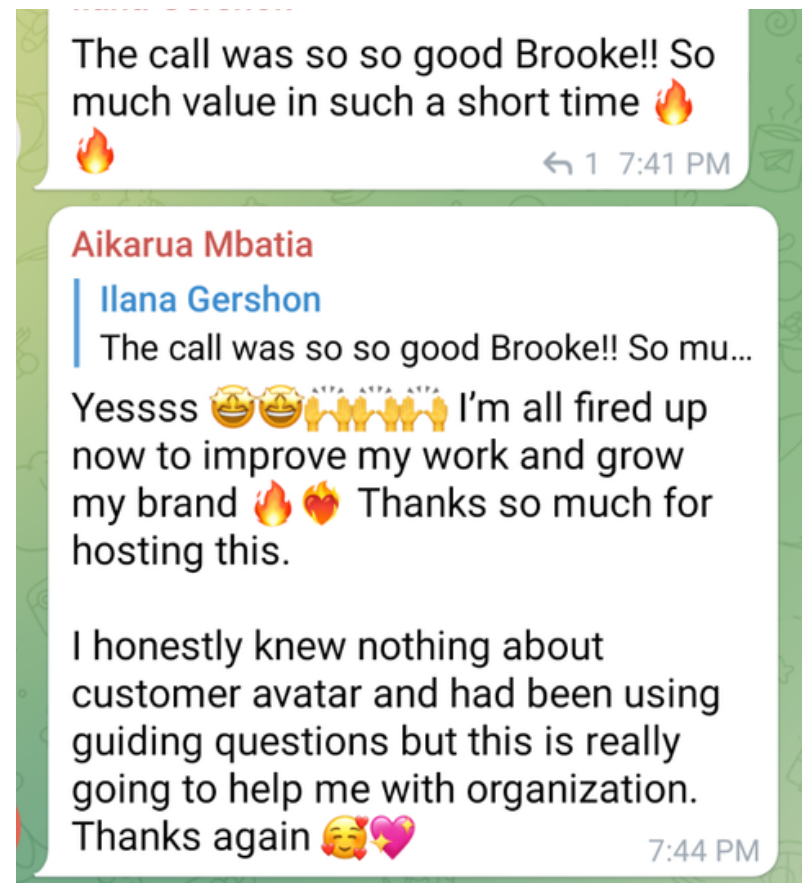 The call was so so good Brooke!! So
much value in such a short time 🔥
🔥
1 7:41 PM
Aikarua Mbatia
Ilana Gershon
The call was so so good Brooke!! So mu...
Yessss 🤩🤩🙌🙌🙌 I'm all fired up
now to improve my work and grow
my brand 🔥❤️‍🔥 Thanks so much for
hosting this.
I honestly knew nothing about
customer avatar and had been using
guiding questions but this is really
going to help me with organization.
Thanks again 🥰💖
7:44 PM